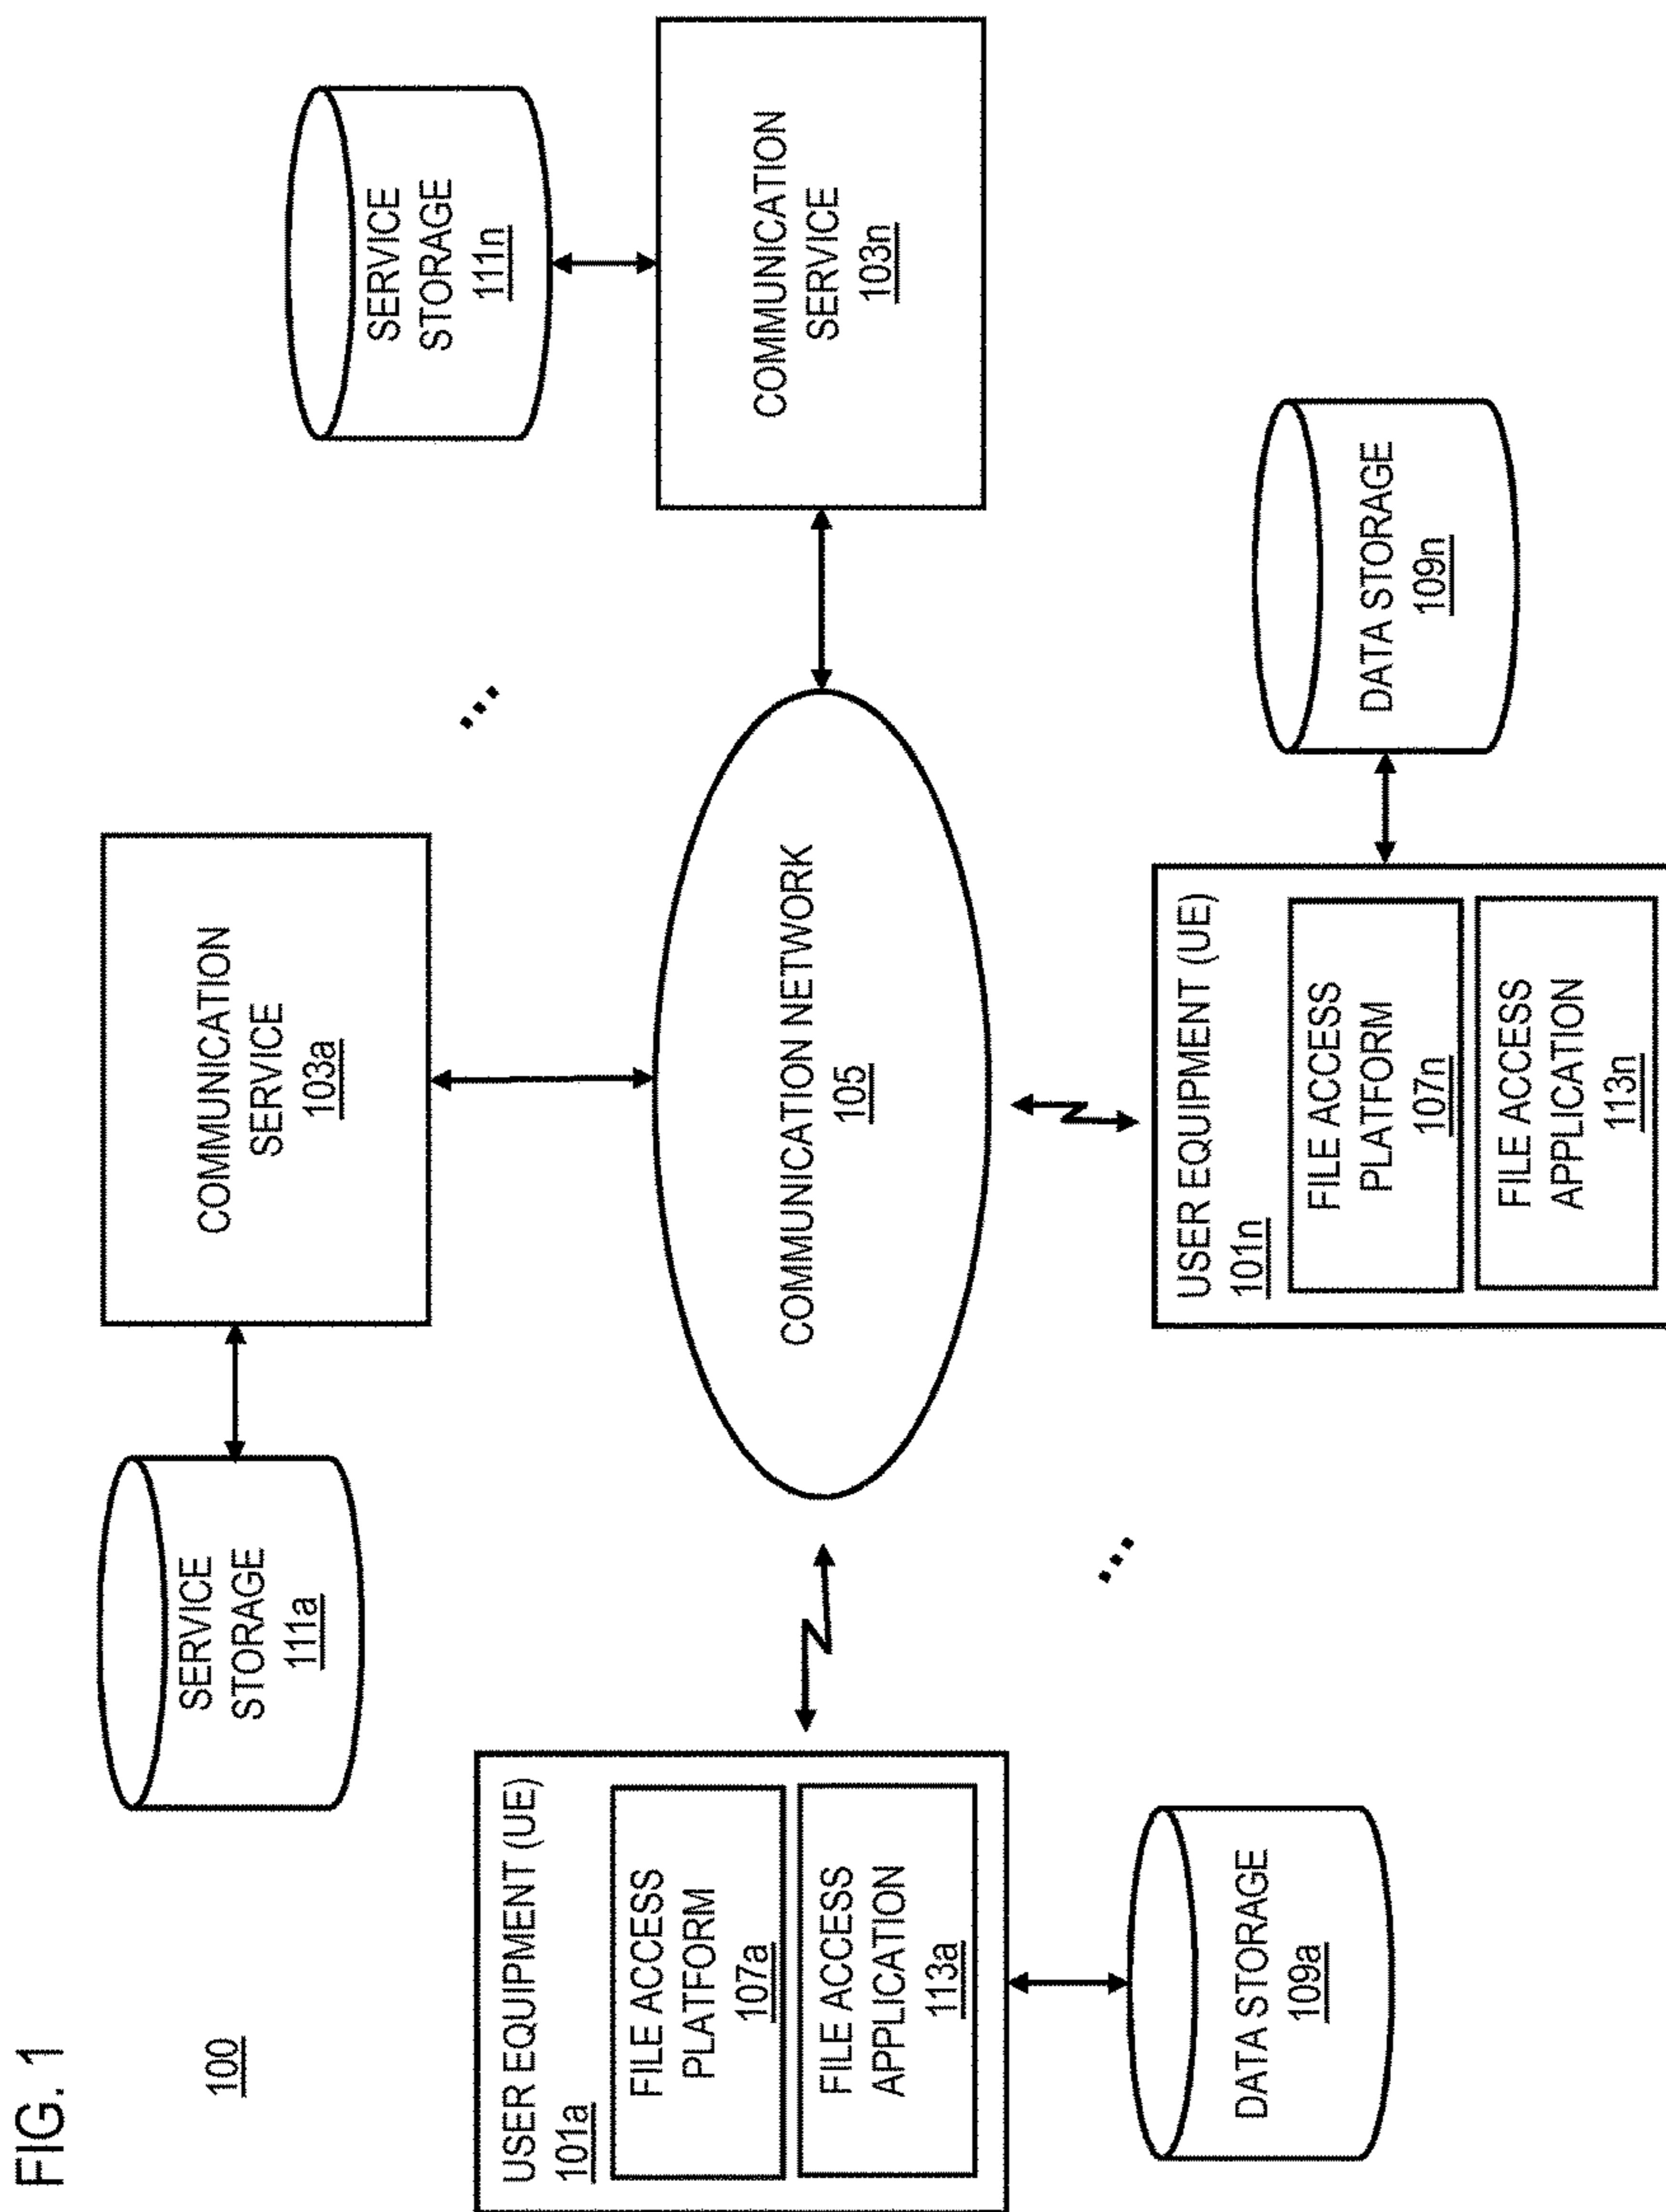 FIG. 1
100
SERVICE
STORAGE
111a
COMMUNICATION
SERVICE
103a
SERVICE
STORAGE
111n
COMMUNICATION
SERVICE
103n
COMMUNICATION NETWORK
105
USER EQUIPMENT (UE)
101a
FILE ACCESS
PLATFORM
107a
FILE ACCESS
APPLICATION
113a
DATA STORAGE
109a
USER EQUIPMENT (UE)
101n
FILE ACCESS
PLATFORM
107n
FILE ACCESS
APPLICATION
113n
DATA STORAGE
109n